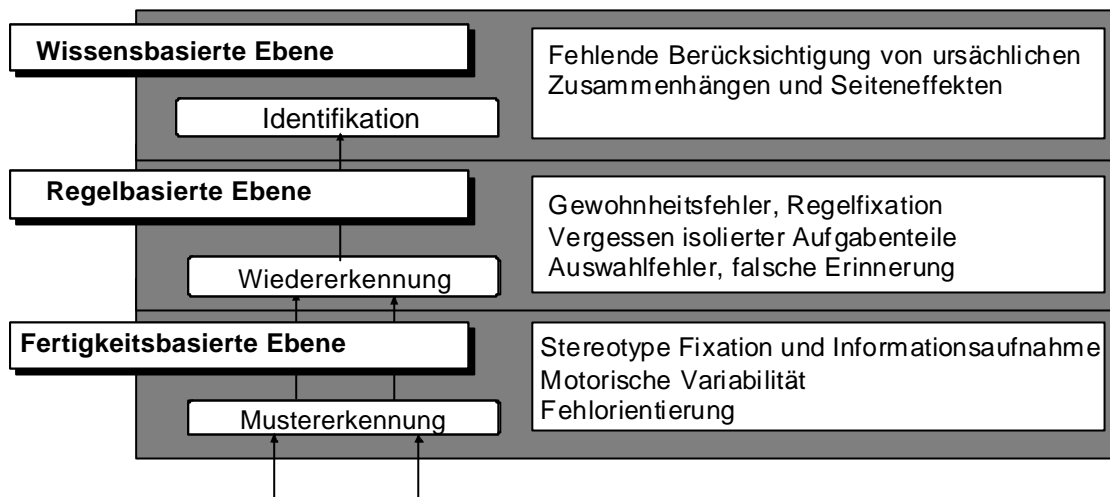 Wissensbasierte Ebene
Fehlende Berücksichtigung von ursächlichen
Zusammenhängen und Seiteneffekten
Identifikation
Regelbasierte Ebene
Gewohnheitsfehler, Regelfixation
Vergessen isolierter Aufgabenteile
Auswahlfehler, falsche Erinnerung
Wiedererkennung
Fertigkeitsbasierte Ebene
Stereotype Fixation und Informationsaufnahme
Motorische Variabilität
Fehlorientierung
Mustererkennung